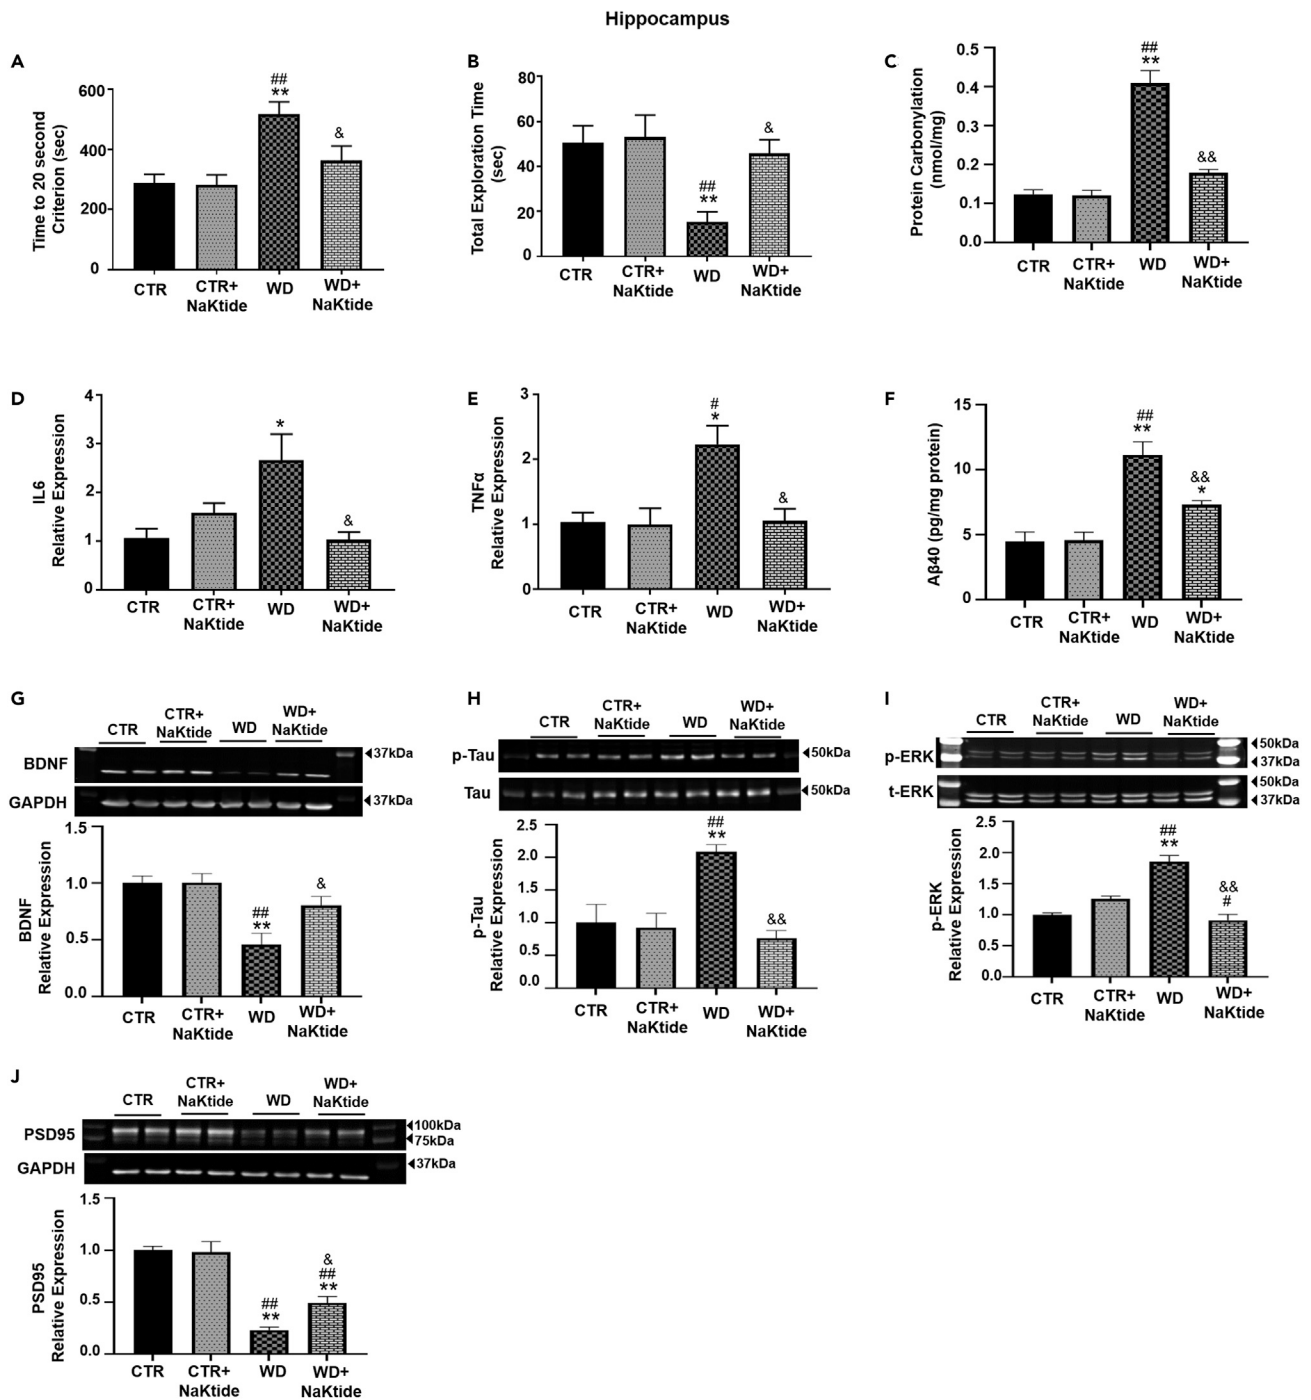 Hippocampus
A
Time to 20 second
Criterion (sec)
600
400
200
0
##
**
&
CTR
CTR+
NaKtide
WD
WD+
NaKtide
B
Total Exploration Time
(sec)
80
60
40
20
0
##
**
&
CTR
CTR+
NaKtide
WD
WD+
NaKtide
C
Protein Carbonylation
(nmol/mg)
0.5
0.4
0.3
0.2
0.1
0.0
##
**
&&
CTR
CTR+
NaKtide
WD
WD+
NaKtide
D
IL6
Relative Expression
4
3
2
1
0
*
&
CTR
CTR+
NaKtide
WD
WD+
NaKtide
E
TNFα
Relative Expression
3
2
1
0
#
*
&
CTR
CTR+
NaKtide
WD
WD+
NaKtide
F
Aβ40 (pg/mg protein)
15
10
5
0
##
**
&&
*
CTR
CTR+
NaKtide
WD
WD+
NaKtide
G
CTR
CTR+
NaKtide
WD
WD+
NaKtide
BDNF
37kDa
GAPDH
37kDa
BDNF
Relative Expression
1.5
1.0
0.5
0.0
##
**
&
CTR
CTR+
NaKtide
WD
WD+
NaKtide
H
CTR
CTR+
NaKtide
WD
WD+
NaKtide
p-Tau
50kDa
Tau
50kDa
p-Tau
Relative Expression
2.5
2.0
1.5
1.0
0.5
0.0
##
**
&&
CTR
CTR+
NaKtide
WD
WD+
NaKtide
I
CTR
CTR+
NaKtide
WD
WD+
NaKtide
p-ERK
50kDa
37kDa
t-ERK
50kDa
37kDa
p-ERK
Relative Expression
2.5
2.0
1.5
1.0
0.5
0.0
##
**
&&
#
CTR
CTR+
NaKtide
WD
WD+
NaKtide
J
CTR
CTR+
NaKtide
WD
WD+
NaKtide
PSD95
100kDa
75kDa
GAPDH
37kDa
PSD95
Relative Expression
1.5
1.0
0.5
0.0
##
**
&
##
**
CTR
CTR+
NaKtide
WD
WD+
NaKtide